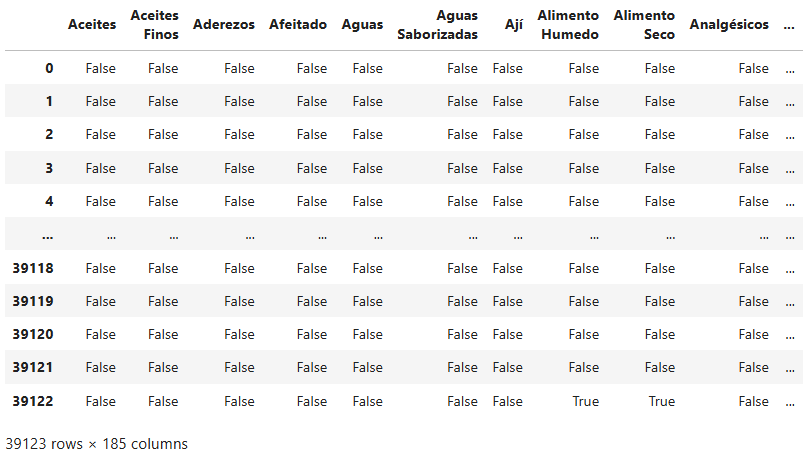 Aceites Aceites Finos Aderezos Afeitado Aguas Aguas Saborizadas Ají Alimento Humedo Alimento Seco Analgésicos ...
0 False False False False False False False False False False ...
1 False False False False False False False False False False ...
2 False False False False False False False False False False ...
3 False False False False False False False False False False ...
4 False False False False False False False False False False ...
... ... ... ... ... ... ... ... ... ... ... ...
39118 False False False False False False False False False False ...
39119 False False False False False False False False False False ...
39120 False False False False False False False False False False ...
39121 False False False False False False False False False False ...
39122 False False False False False False False True True False ...
39123 rows × 185 columns